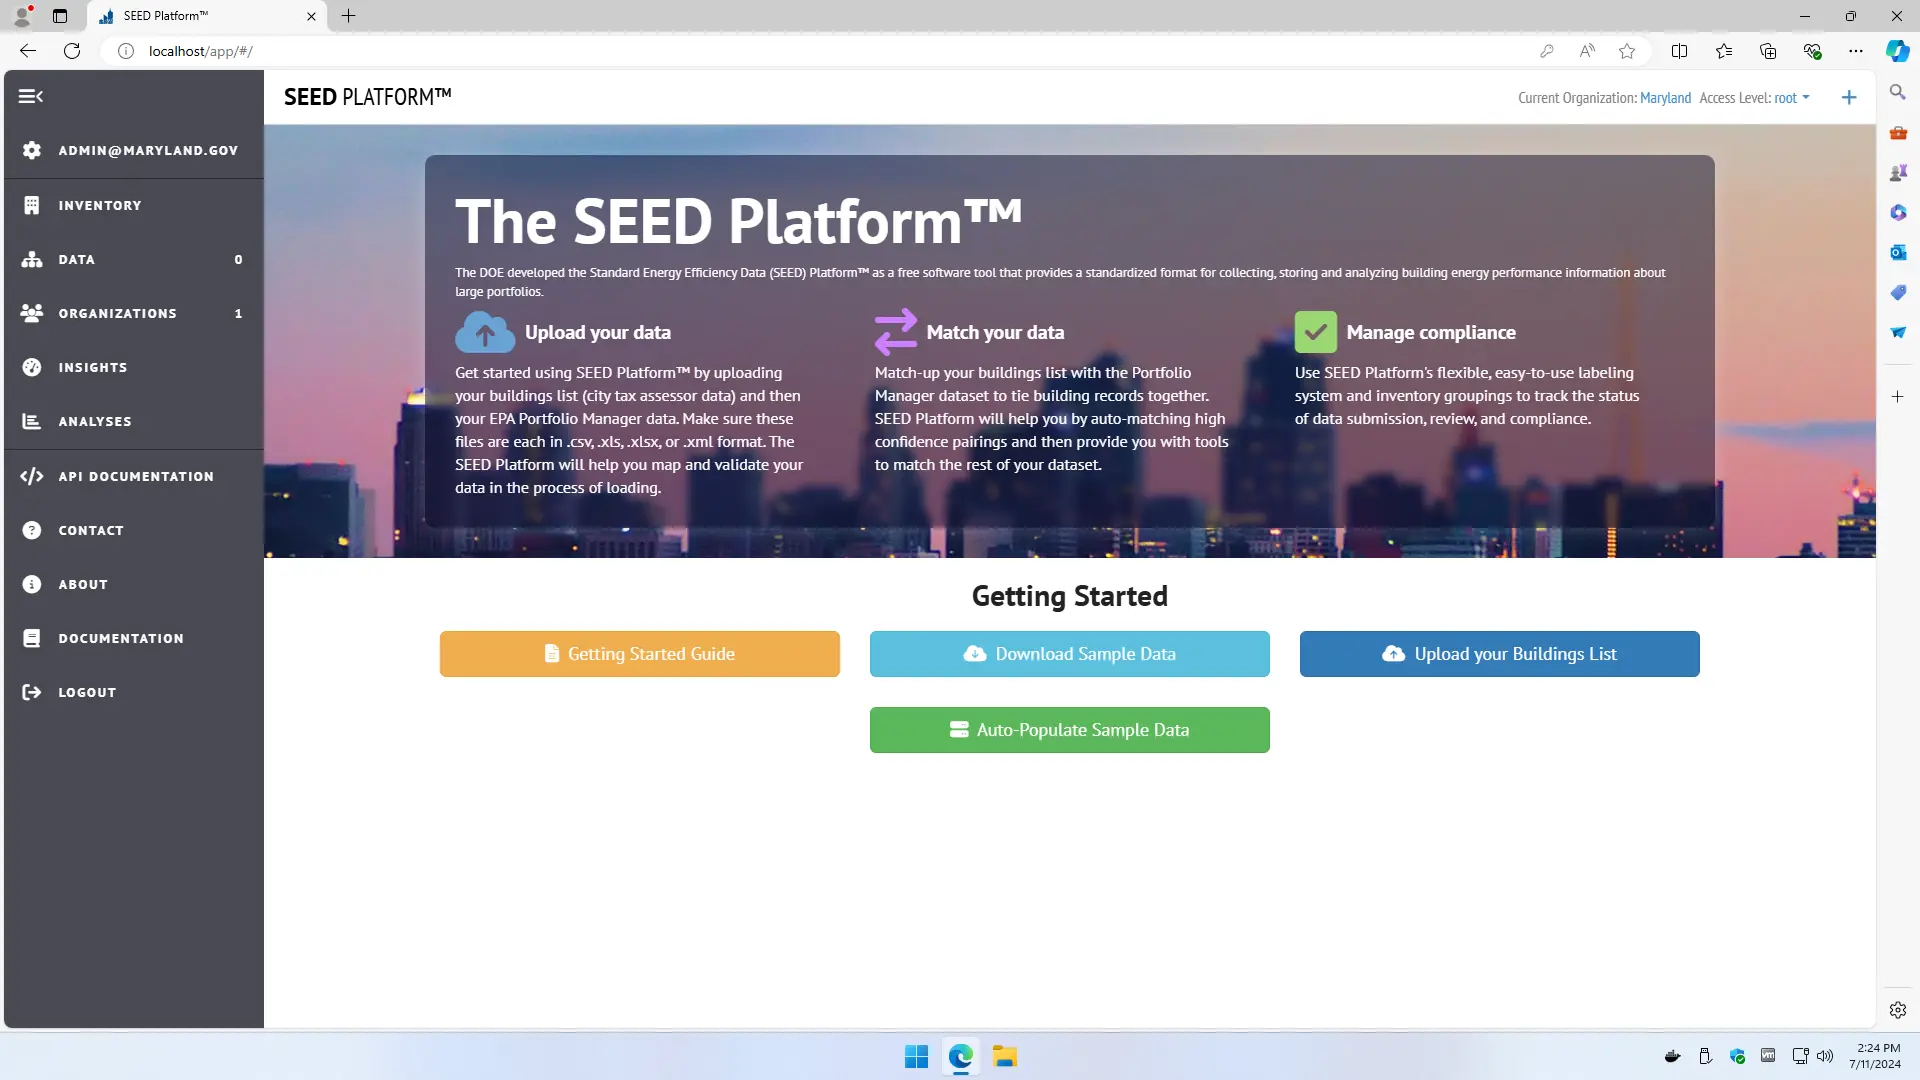 SEED Platform™
localhost/app/#/
SEED PLATFORM™
Current Organization: Maryland Access Level: root
ADMIN@MARYLAND.GOV
INVENTORY
DATA 0
ORGANIZATIONS 1
INSIGHTS
ANALYSES
API DOCUMENTATION
CONTACT
ABOUT
DOCUMENTATION
LOGOUT
The SEED Platform™
The DOE developed the Standard Energy Efficiency Data (SEED) Platform™ as a free software tool that provides a standardized format for collecting, storing and analyzing building energy performance information about
large portfolios.
Upload your data
Get started using SEED Platform™ by uploading
your buildings list (city tax assessor data) and then
your EPA Portfolio Manager data. Make sure these
files are each in .csv, .xls, .xlsx, or .xml format. The
SEED Platform will help you map and validate your
data in the process of loading.
Match your data
Match-up your buildings list with the Portfolio
Manager dataset to tie building records together.
SEED Platform will help you by auto-matching high
confidence pairings and then provide you with tools
to match the rest of your dataset.
Manage compliance
Use SEED Platform's flexible, easy-to-use labeling
system and inventory groupings to track the status
of data submission, review, and compliance.
Getting Started
Getting Started Guide
Download Sample Data
Upload your Buildings List
Auto-Populate Sample Data
2:24 PM
7/11/2024